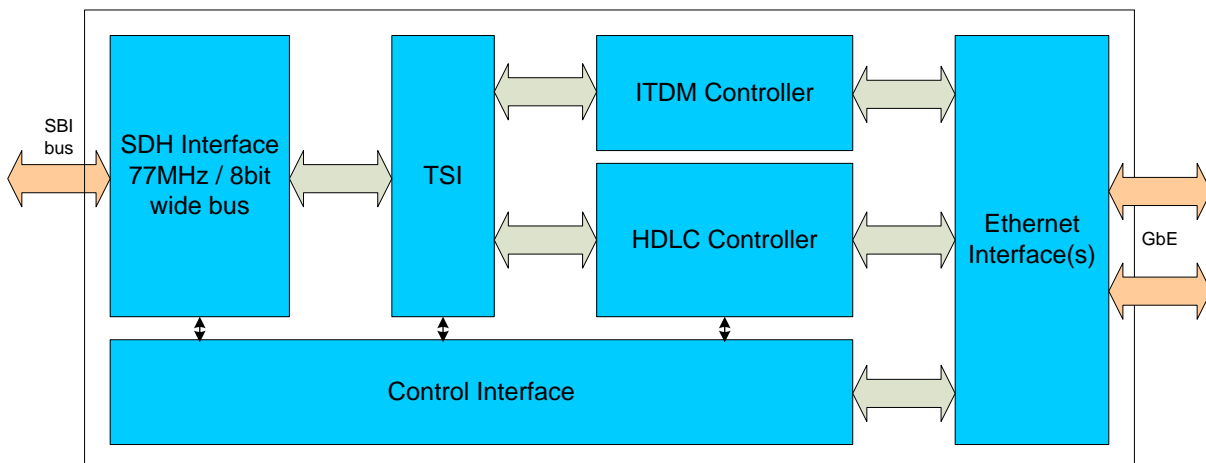 SBI
bus
SDH Interface
77MHz / 8bit
wide bus
TSI
ITDM Controller
HDLC Controller
Ethernet
Interface(s)
GbE
Control Interface